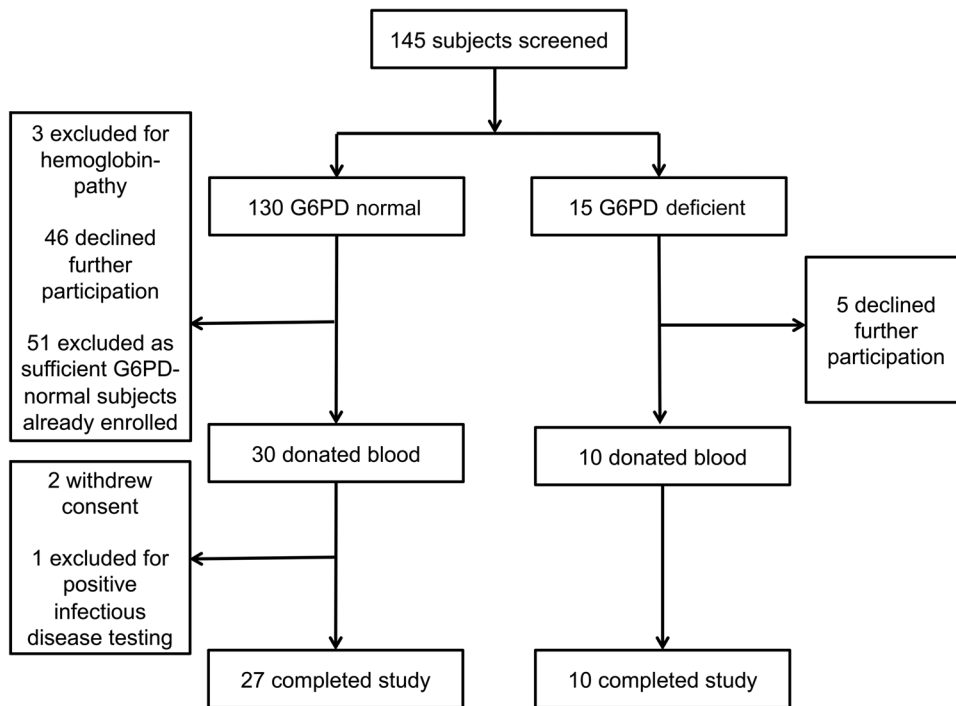 145 subjects screened
3 excluded for
hemoglobin-
pathy
46 declined
further
participation
51 excluded as
sufficient G6PD-
normal subjects
already enrolled
130 G6PD normal
15 G6PD deficient
5 declined
further
participation
30 donated blood
10 donated blood
2 withdrew
consent
1 excluded for
positive
infectious
disease testing
27 completed study
10 completed study